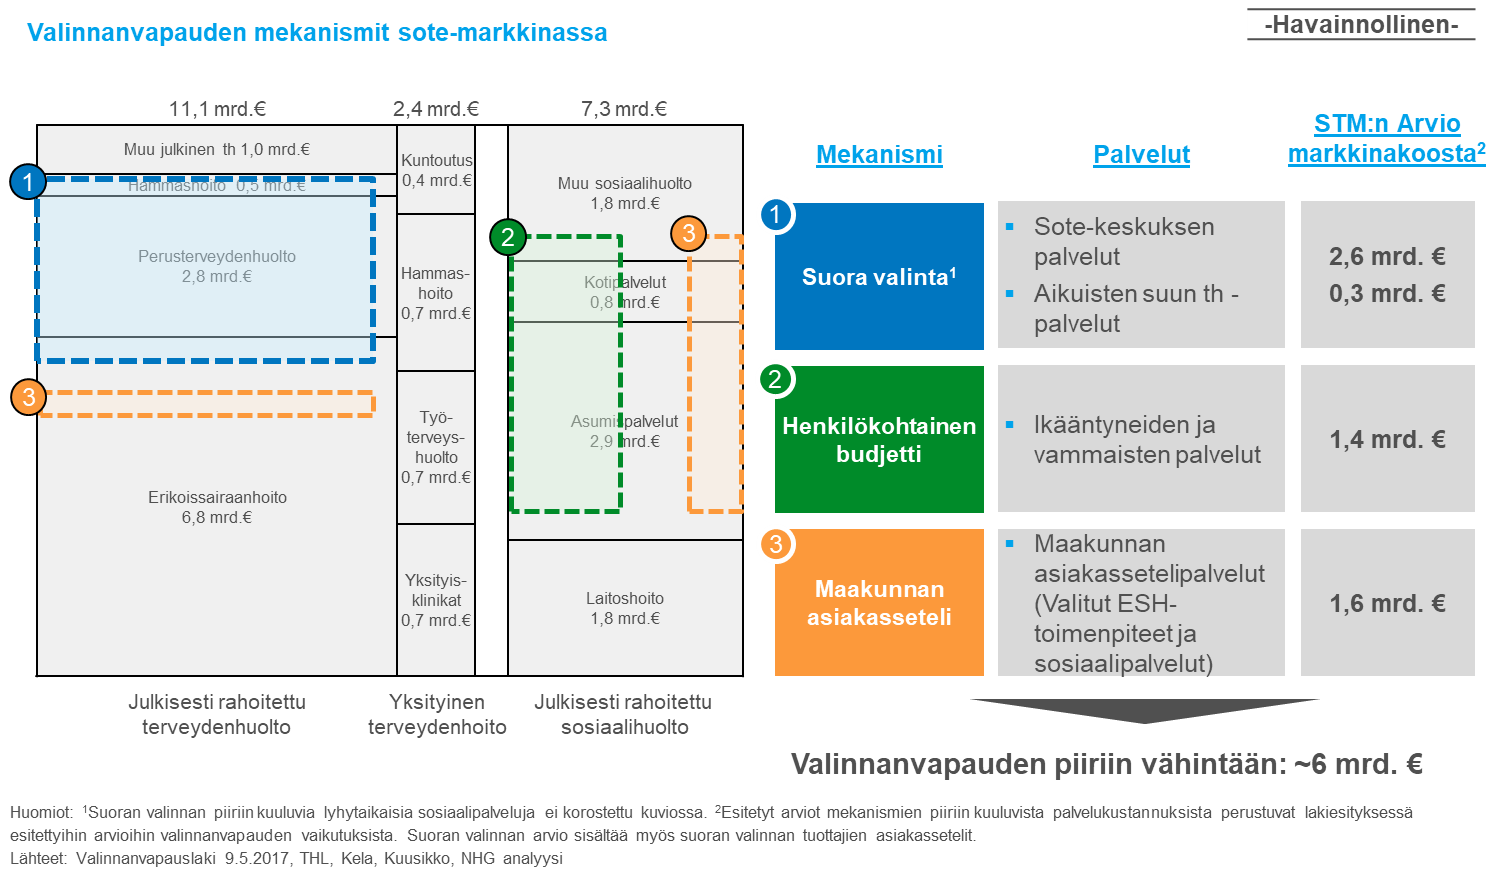 Valinnanvapauden mekanismit sote-markkinassa
-Havainnollinen-
11,1 mrd.€
2,4 mrd.€
7,3 mrd.€
Muu julkinen th 1,0 mrd.€
1
Hammashoito 0,5 mrd.€
Perusterveydenhuolto
2,8 mrd.€
3
Erikoissairaanhoito
6,8 mrd.€
Kuntoutus
0,4 mrd.€
Hammas-
hoito
0,7 mrd.€
Työ-
terveys-
huolto
0,7 mrd.€
Yksityis-
klinikat
0,7 mrd.€
Muu sosiaalihuolto
1,8 mrd.€
2
3
Kotipalvelut
0,8 mrd.€
Asumispalvelut
2,9 mrd.€
Laitoshoito
1,8 mrd.€
Julkisesti rahoitettu
terveydenhuolto
Yksityinen
terveydenhoito
Julkisesti rahoitettu
sosiaalihuolto
Mekanismi
Palvelut
STM:n Arvio
markkinakoosta²
1
Suora valinta¹
▪ Sote-keskuksen
palvelut
▪ Aikuisten suun th -
palvelut
2,6 mrd. €
0,3 mrd. €
2
Henkilökohtainen
budjetti
▪ Ikääntyneiden ja
vammaisten palvelut
1,4 mrd. €
3
Maakunnan
asiakasseteli
▪ Maakunnan
asiakassetelipalvelut
(Valitut ESH-
toimenpiteet ja
sosiaalipalvelut)
1,6 mrd. €
Valinnanvapauden piiriin vähintään: ~6 mrd. €
Huomiot: ¹Suoran valinnan piiriin kuuluvia lyhytaikaisia sosiaalipalveluja ei korostettu kuviossa. ²Esitetyt arviot mekanismien piiriin kuuluvista palvelukustannuksista perustuvat lakiesityksessä
esitettyihin arvioihin valinnanvapauden vaikutuksista. Suoran valinnan arvio sisältää myös suoran valinnan tuottajien asiakassetelit.
Lähteet: Valinnanvapauslaki 9.5.2017, THL, Kela, Kuusikko, NHG analyysi